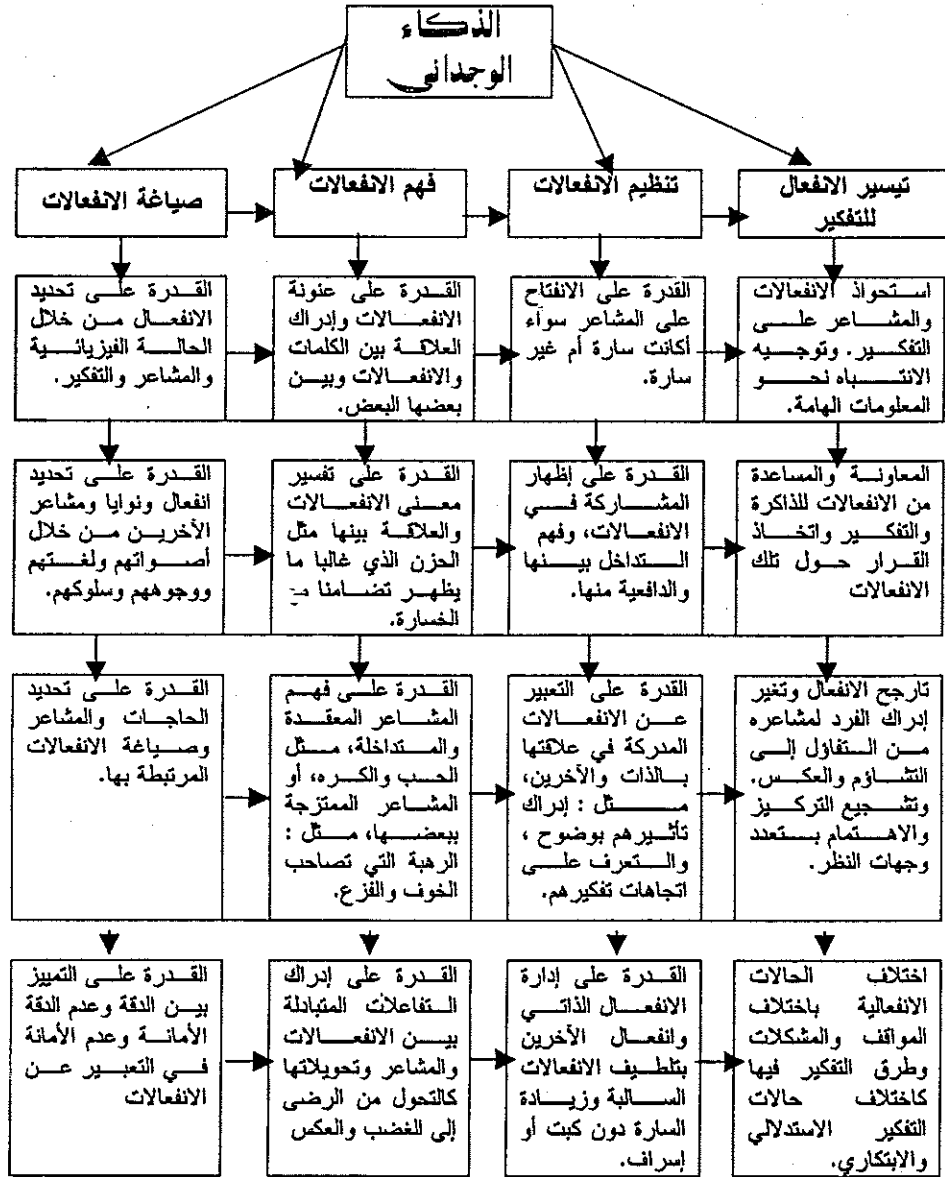 الذكاء
الوجدانى
تيسير الانفعال
للتفكير
تنظيم الانفعالات
فهم الانفعالات
صياغة الانفعالات
استحواذ الانفعالات
والمشاعر على
التفكير. وتوجيه
الانتباه نحو
المعلومات الهامة.
القدرة على الانفتاح
على المشاعر سواء
أكانت سارة أم غير
سارة.
القدرة على عنونة
الانفعالات وإدراك
العلاقة بين الكلمات
والانفعالات وبين
بعضها البعض.
القدرة على تحديد
الانفعال من خلال
الحالة الفيزيائية
والمشاعر والتفكير.
المعاونة والمساعدة
من الانفعالات للذاكرة
والتفكير واتخاذ
القرار حول تلك
الانفعالات
القدرة على إظهار
المشاركة في
الانفعالات، وفهم
التداخل بينها
والدافعية منها.
القدرة على تفسير
معنى الانفعالات
والعلاقة بينها مثل
الحزن الذي غالبا ما
يظهر تضامنا
الخسارة.
القدرة على تحديد
انفعال ونوايا ومشاعر
الآخرين من خلال
أصواتهم ولغتهم
ووجوههم وسلوكهم.
تارجح الانفعال وتغير
إدراك الفرد لمشاعره
من التفاؤل إلى
التشاؤم والعكس.
وتشجيع التركيز
والاهتمام بتعدد
وجهات النظر.
القدرة على التعبير
عن الانفعالات
المدركة في علاقتها
بالذات والآخرين،
مثل : إدراك
تأثيرهم بوضوح ،
والتعرف على
اتجاهات تفكيرهم.
القدرة على فهم
المشاعر المعقدة
والمتداخلة، مثل
الحب والكره، أو
المشاعر الممتزجة
ببعضها، مثل :
الرهبة التي تصاحب
الخوف والفزع.
القدرة على تحديد
الحاجات والمشاعر
وصياغة الانفعالات
المرتبطة بها.
اختلاف الحالات
الانفعالية باختلاف
المواقف والمشكلات
وطرق التفكير فيها
كاختلاف حالات
التفكير الاستدلالي
والابتكاري.
القدرة على إدارة
الانفعال الذاتي
وانفعال الآخرين
بتلطيف الانفعالات
السالبة وزيادة
السارة دون كبت أو
إسراف.
القدرة على إدراك
التفاعلات المتبادلة
بين الانفعالات
والمشاعر وتحويلاتها
كالتحول من الرضى
إلى الغضب والعكس
القدرة على التمييز
بين الدقة وعدم الدقة
الأمانة وعدم الأمانة
في التعبير عن
الانفعالات